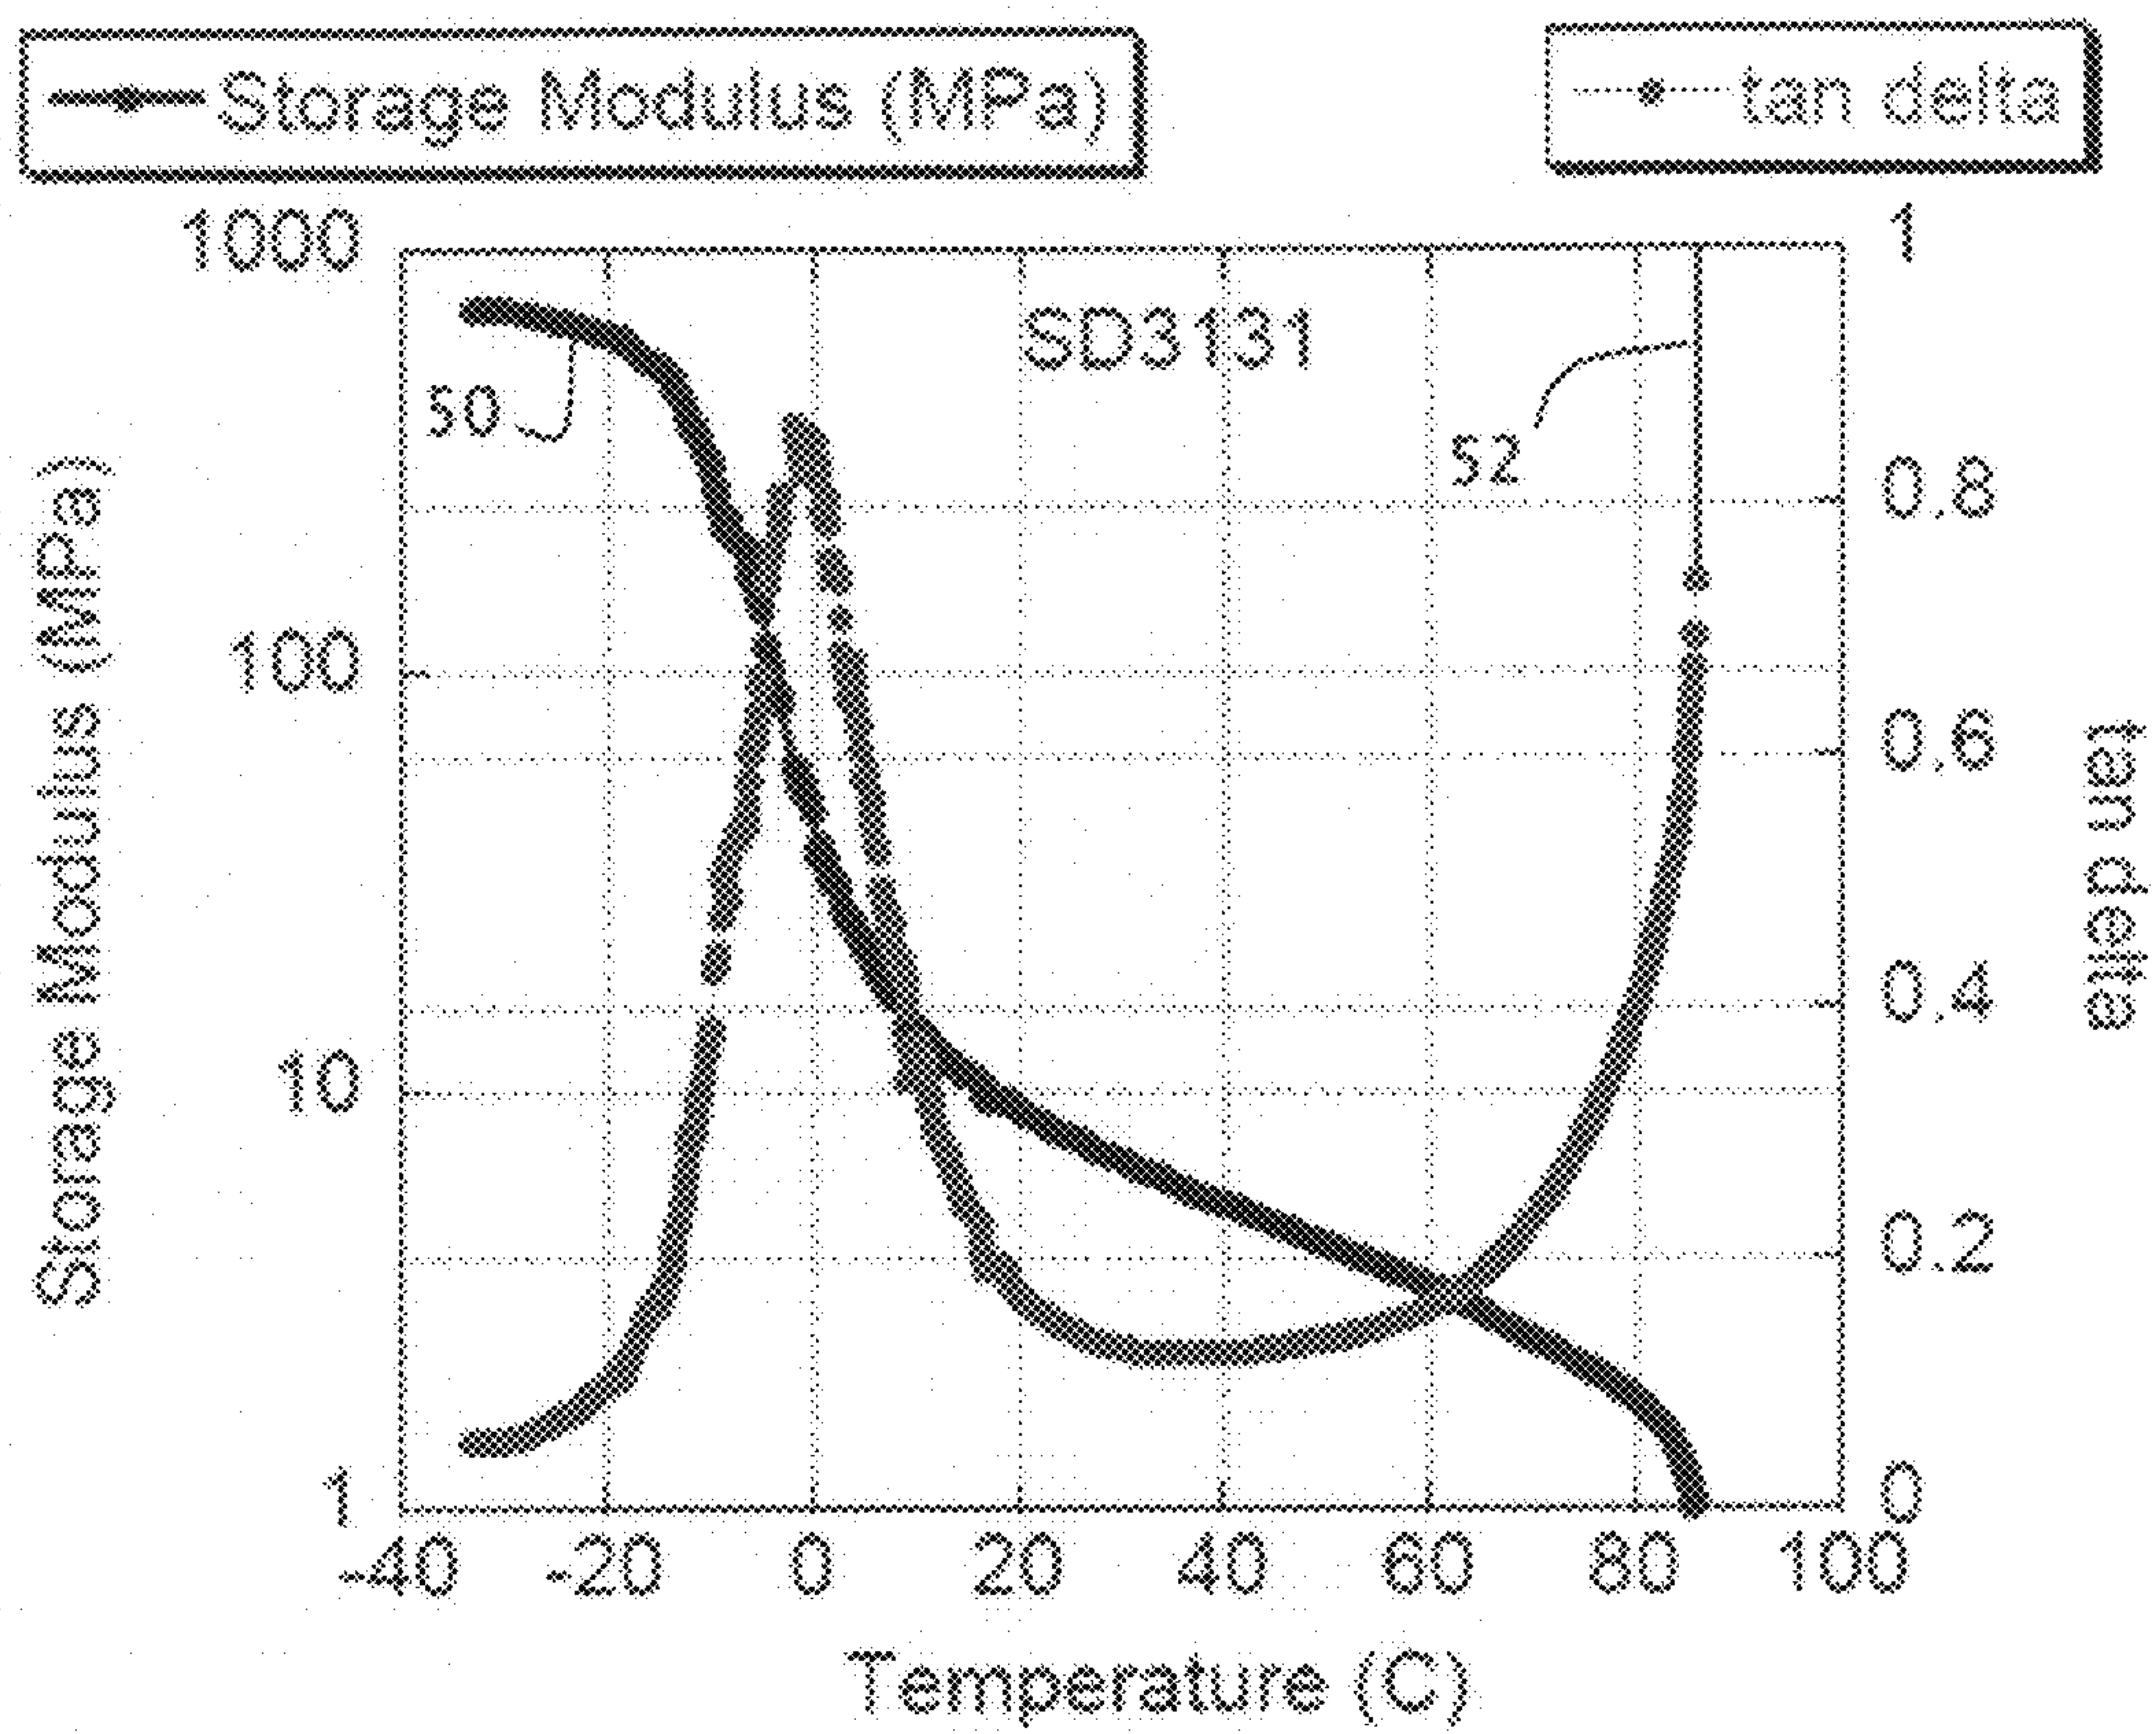 Storage Modulus (MPa)
tan delta
1000
100
10
1
Storage Modulus (MPa)
SD3131
50
52
1
0.8
0.6
0.4
0.2
0
tan delta
-40 -20 0 20 40 60 80 100
Temperature (C)